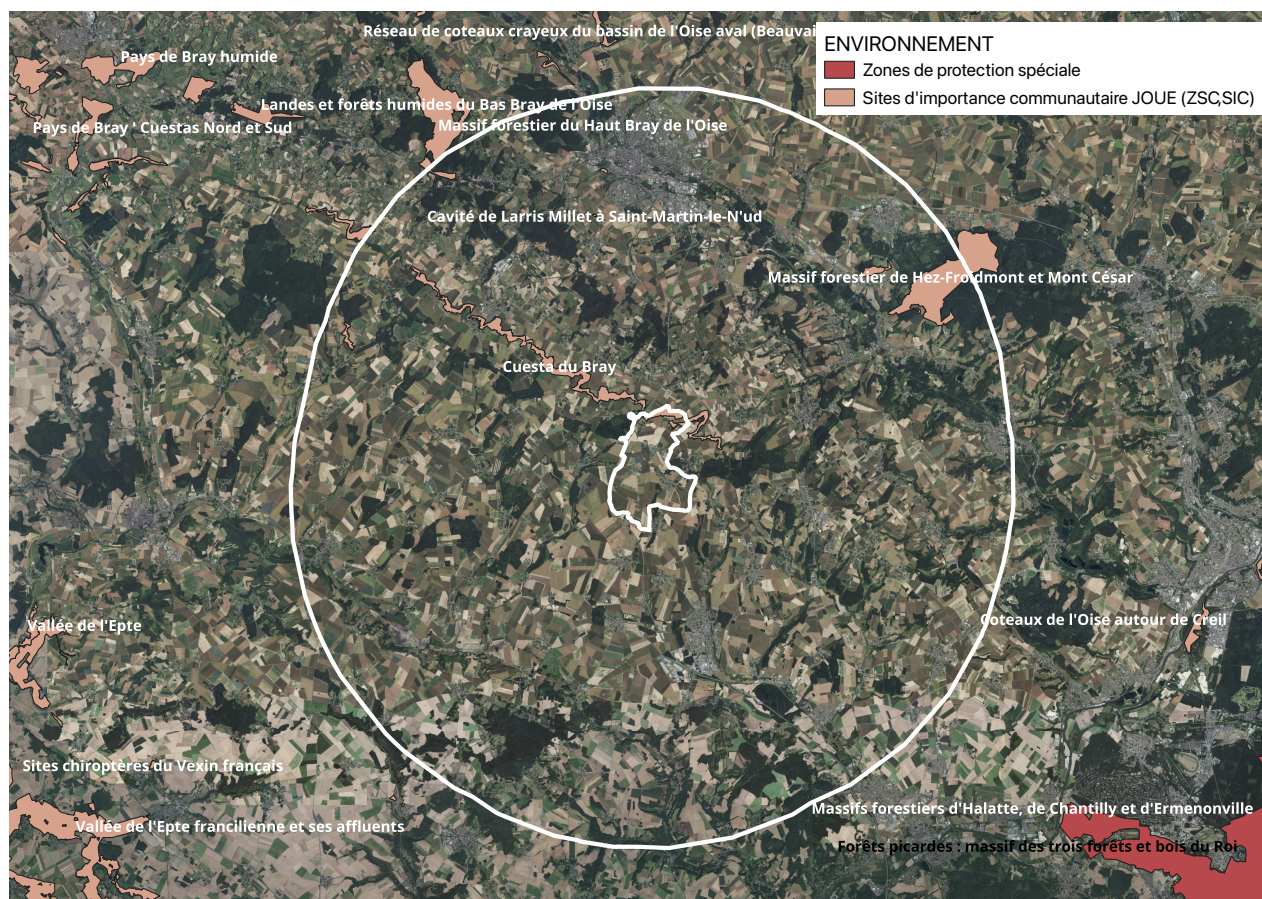 Réseau de coteaux crayeux du bassin de l'Oise aval (Beauvai
ENVIRONNEMENT
Zones de protection spéciale
Sites d'importance communautaire JOUE (ZSC,SIC)
Pays de Bray humide
Landes et forêts humides du Bas Bray de l'Oise
Pays de Bray ' Cuestas Nord et Sud
Massif forestier du Haut Bray de l'Oise
Cavité de Larris Millet à Saint-Martin-le-N'ud
Massif forestier de Hez-Froidmont et Mont César
Cuesta du Bray
Vallée de l'Epte
Coteaux de l'Oise autour de Creil
Sites chiroptères du Vexin français
Massifs forestiers d'Halatte, de Chantilly et d'Ermenonville
Vallée de l'Epte francilienne et ses affluents
Forêts picardes : massif des trois forêts et bois du Roi